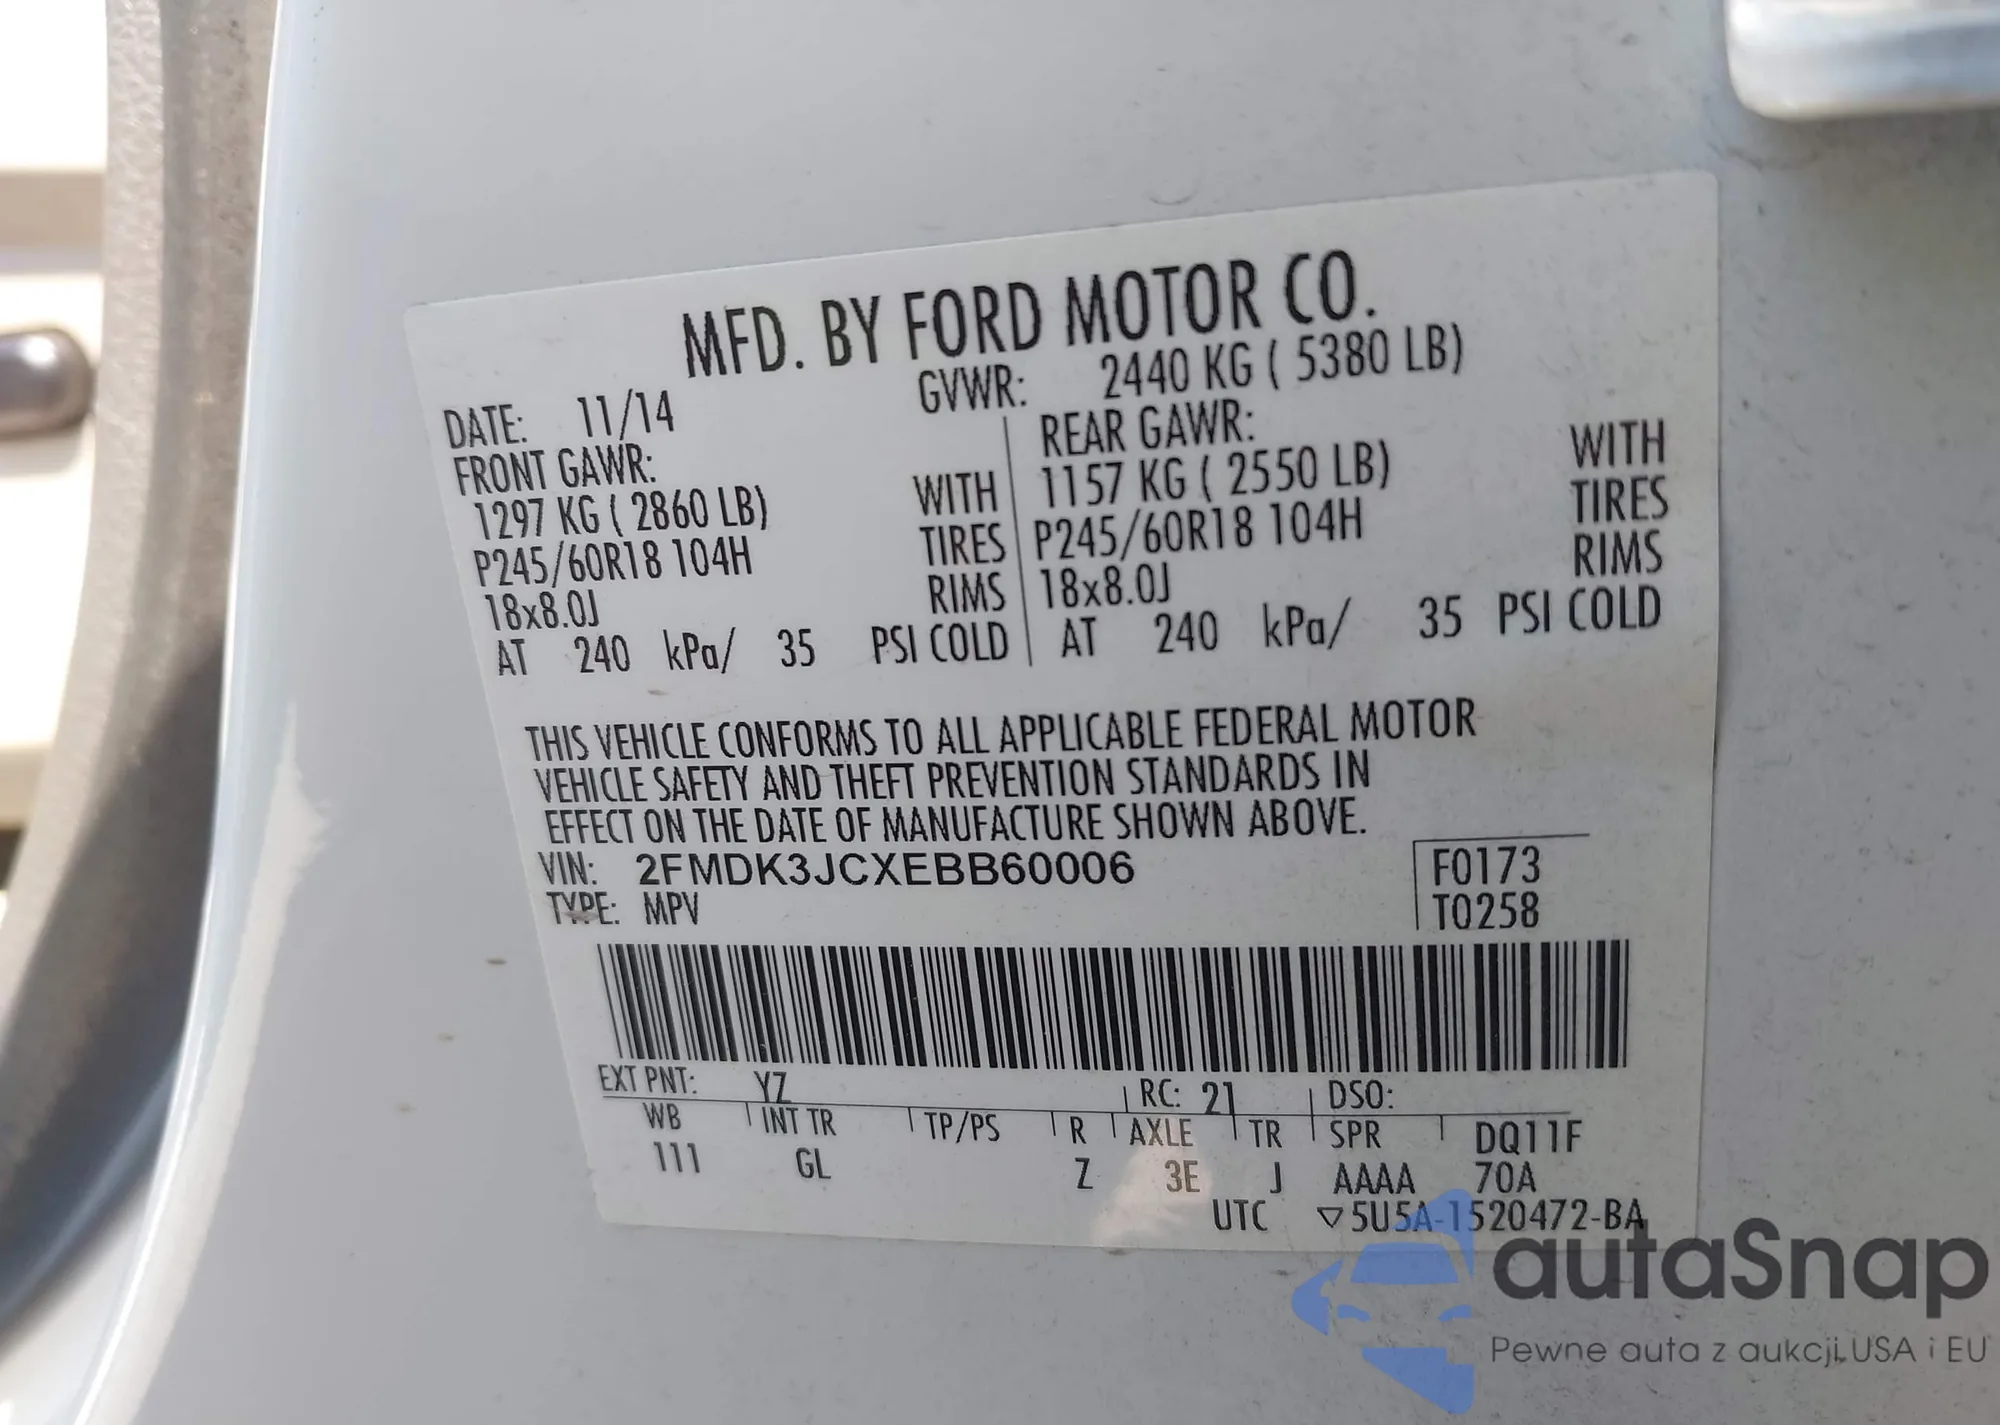 MFD. BY FORD MOTOR CO.
DATE: 11/14 GVWR: 2440 KG ( 5380 LB)
FRONT GAWR: REAR GAWR:
1297 KG ( 2860 LB) WITH 1157 KG ( 2550 LB) WITH
P245/60R18 104H TIRES P245/60R18 104H TIRES
18x8.0J RIMS 18x8.0J RIMS
AT 240 kPa/ 35 PSI COLD AT 240 kPa/ 35 PSI COLD
THIS VEHICLE CONFORMS TO ALL APPLICABLE FEDERAL MOTOR
VEHICLE SAFETY AND THEFT PREVENTION STANDARDS IN
EFFECT ON THE DATE OF MANUFACTURE SHOWN ABOVE.
VIN: 2FMDK3JCXEBB60006 F0173
TYPE: MPV T0258
EXT PNT: YZ RC: 21 DSO:
WB INT TR TP/PS R AXLE TR SPR DQ11F
111 GL Z 3E J AAAA 70A
UTC ▽5U5A-1520472-BA
autaSnap
Pewne auta z aukcji USA i EU